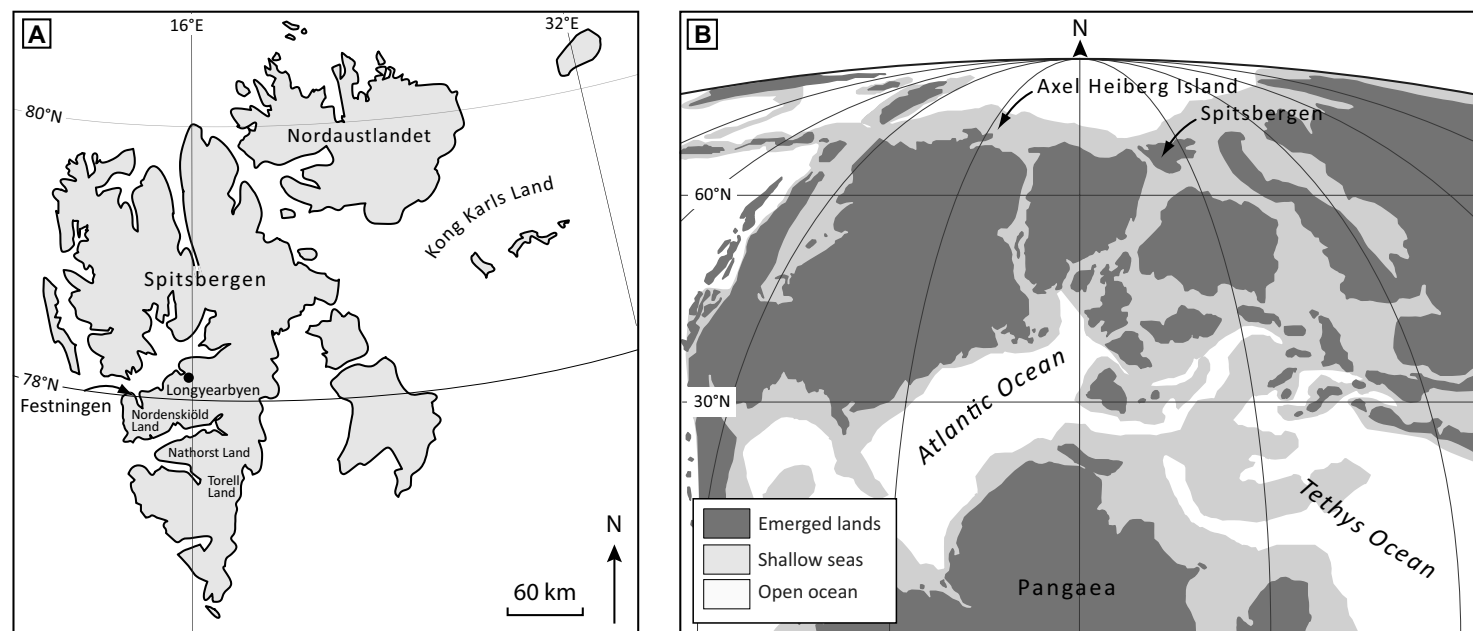 A
16°E
32°E
80°N
Nordaustlandet
Kong Karls Land
Spitsbergen
78°N
Longyearbyen
Festningen
Nordenskiöld
Land
Nathorst Land
Torell
Land
N
60 km
B
N
Axel Heiberg Island
Spitsbergen
60°N
30°N
Atlantic Ocean
Tethys Ocean
Emerged lands
Shallow seas
Open ocean
Pangaea